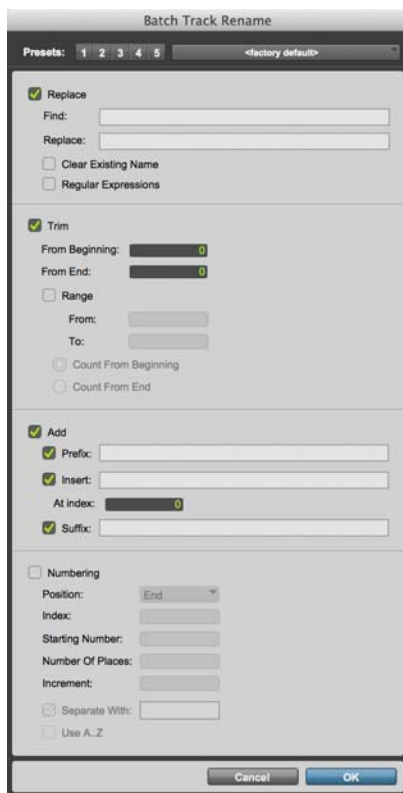 Batch Track Rename
Presets: 1 2 3 4 5 <factory default>
Replace
Find:
Replace:
Clear Existing Name
Regular Expressions
Trim
From Beginning: 0
From End: 0
Range
From:
To:
Count From Beginning
Count From End
Add
Prefix:
Insert:
At index: 0
Suffix:
Numbering
Position: End
Index:
Starting Number:
Number Of Places:
Increment:
Separate With:
Use A..Z
Cancel OK